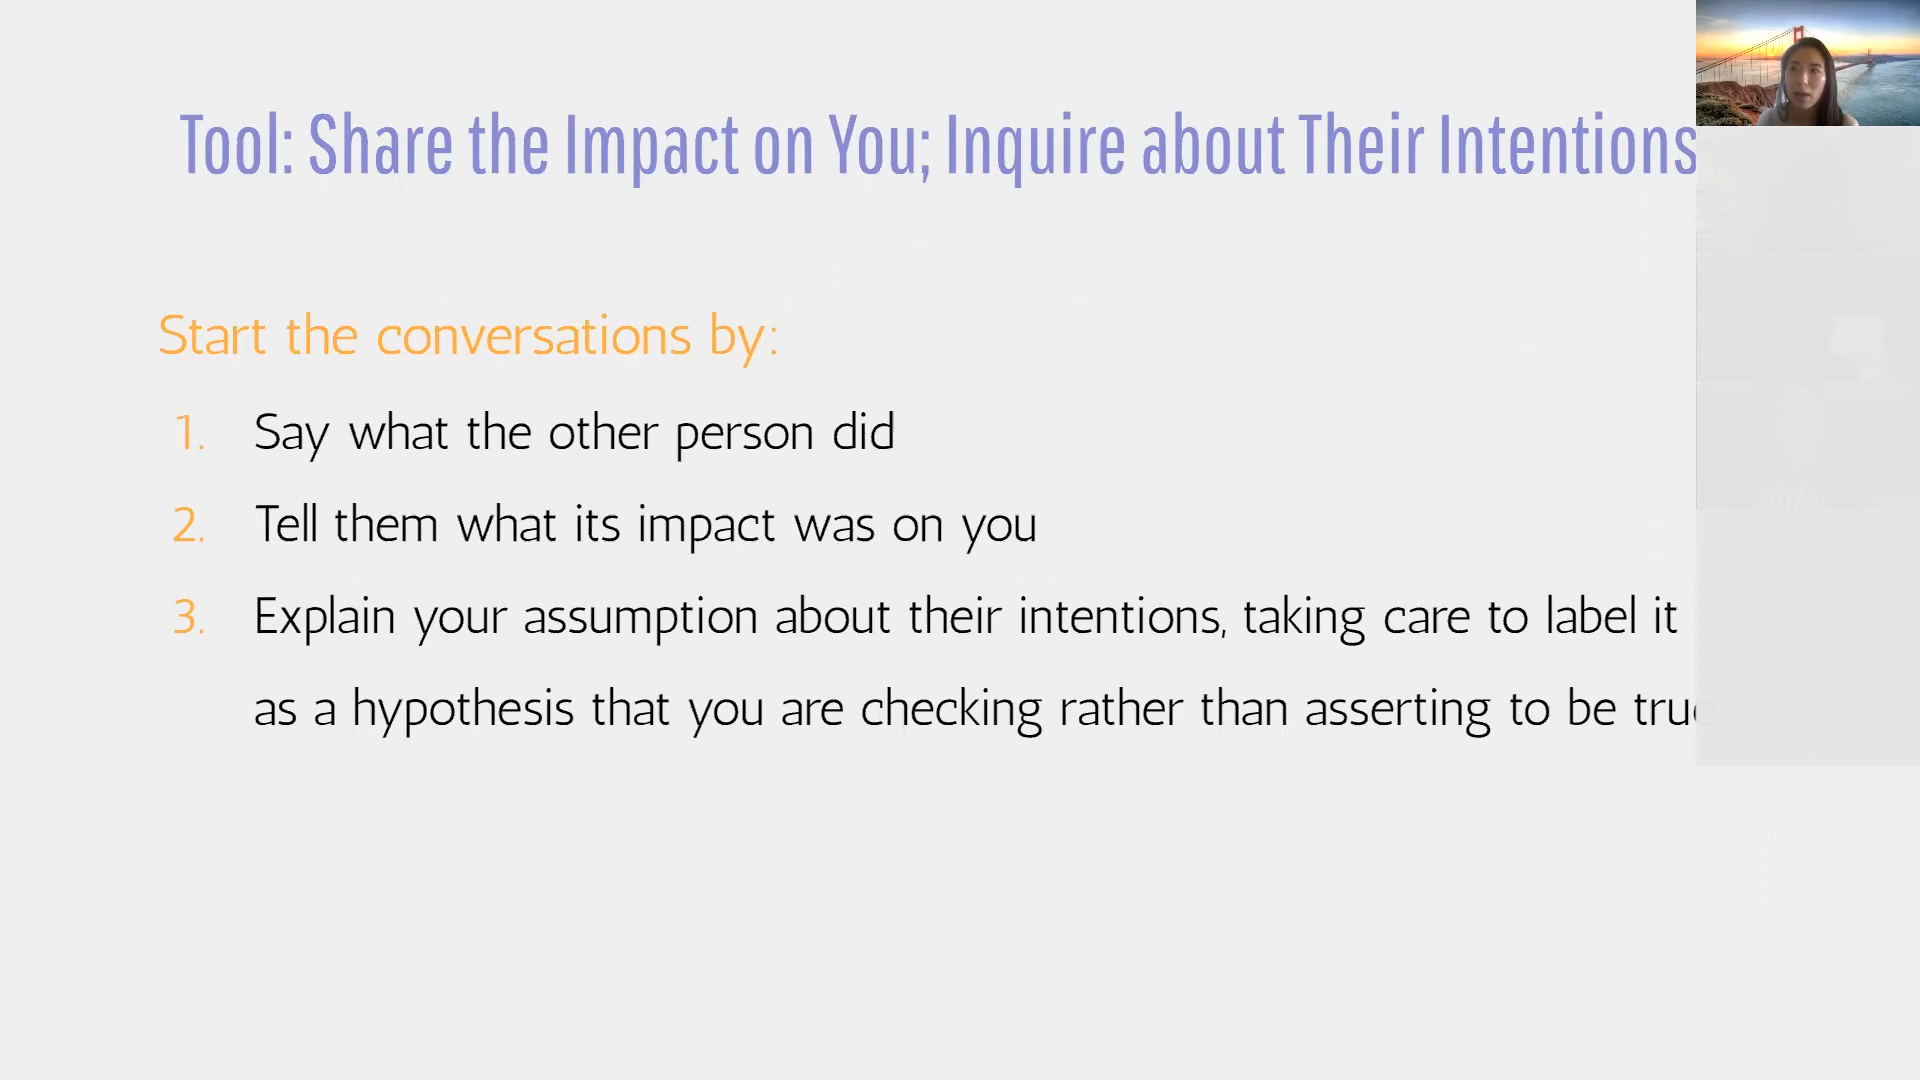 Tool: Share the Impact on You; Inquire about Their Intentions
Start the conversations by:
1. Say what the other person did
2. Tell them what its impact was on you
3. Explain your assumption about their intentions, taking care to label it
as a hypothesis that you are checking rather than asserting to be true